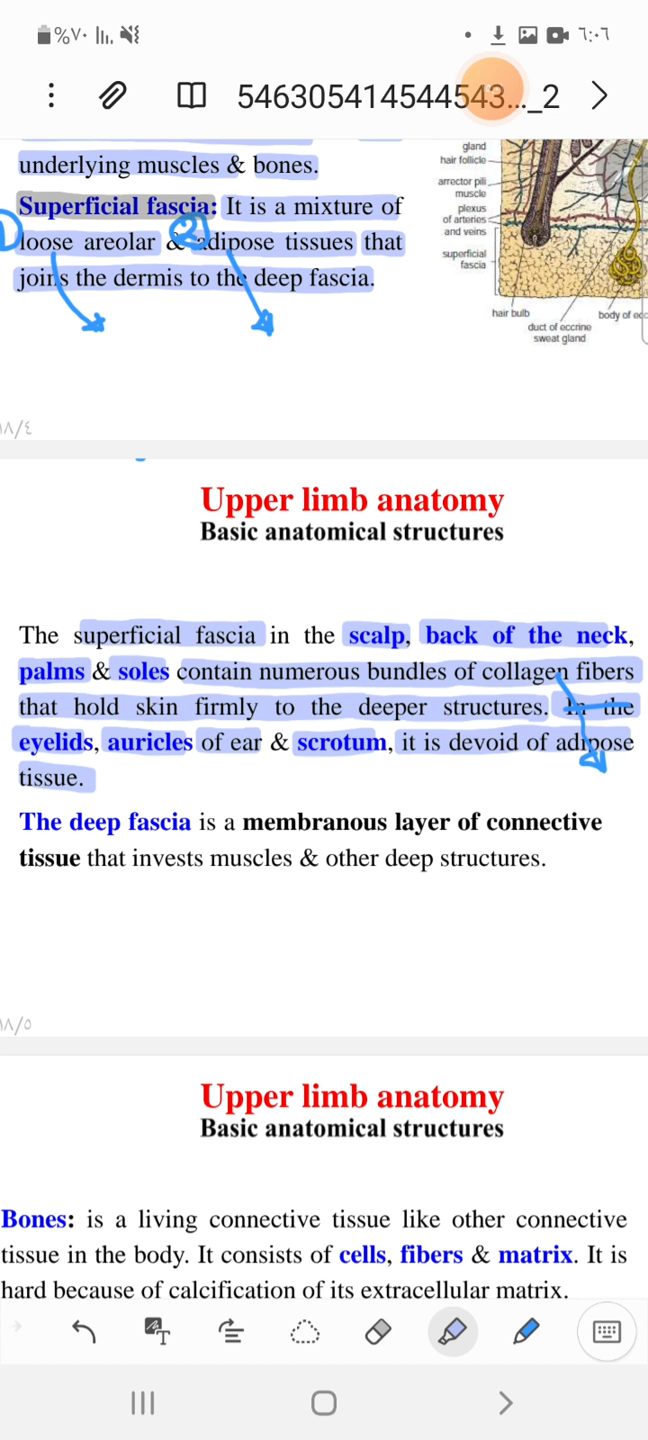 %٧٠
٦:٠٦
546305414544543..._2
underlying muscles & bones.
Superficial fascia: It is a mixture of
loose areolar & adipose tissues that
joins the dermis to the deep fascia.
gland
hair follicle
arrector pili
muscle
plexus
of arteries
and veins
superficial
fascia
hair bulb
body of ecc
duct of eccrine
sweat gland
١٨/٤
Upper limb anatomy
Basic anatomical structures
The superficial fascia in the scalp, back of the neck,
palms & soles contain numerous bundles of collagen fibers
that hold skin firmly to the deeper structures. In the
eyelids, auricles of ear & scrotum, it is devoid of adipose
tissue.
The deep fascia is a membranous layer of connective
tissue that invests muscles & other deep structures.
١٨/٥
Upper limb anatomy
Basic anatomical structures
Bones: is a living connective tissue like other connective
tissue in the body. It consists of cells, fibers & matrix. It is
hard because of calcification of its extracellular matrix.